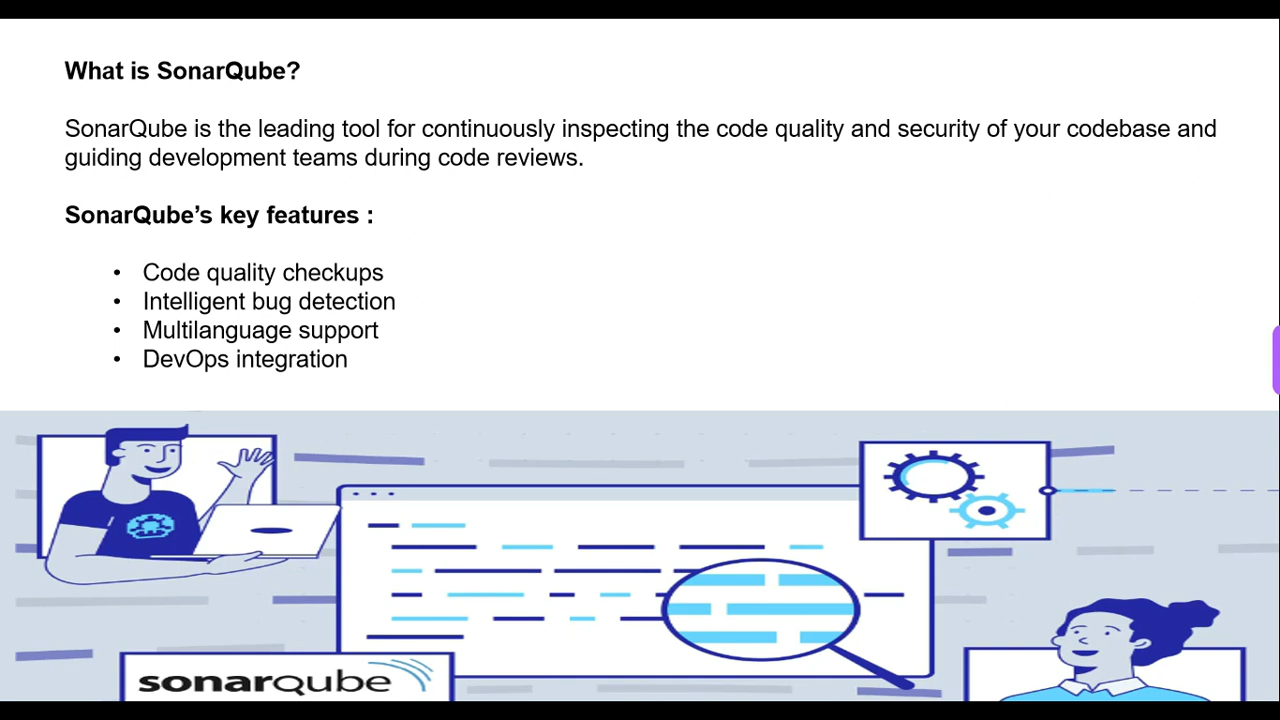 What is SonarQube?
SonarQube is the leading tool for continuously inspecting the code quality and security of your codebase and
guiding development teams during code reviews.
SonarQube’s key features :
• Code quality checkups
• Intelligent bug detection
• Multilanguage support
• DevOps integration
sonarqube